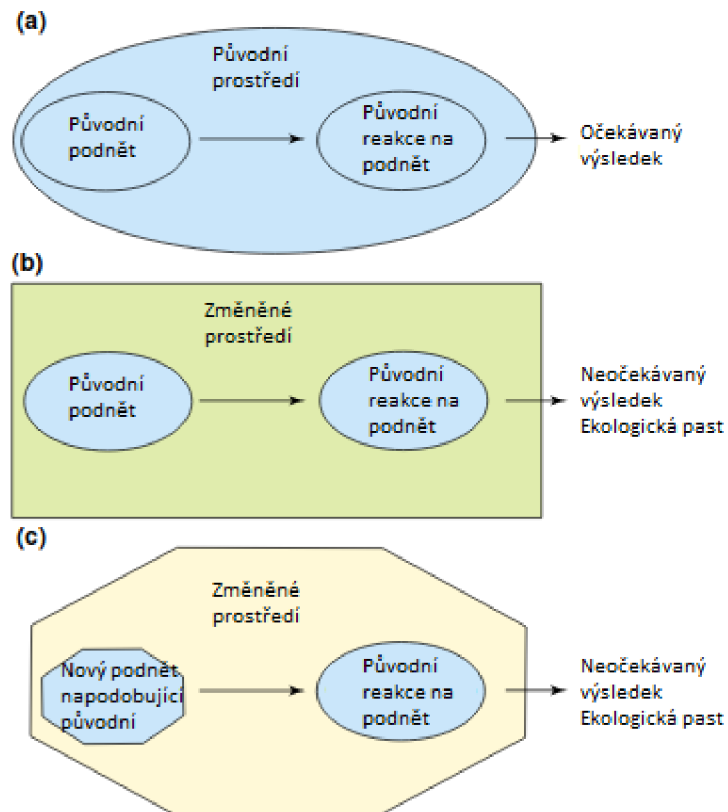 (a)
Původní
prostředí
Původní
podnět
Původní
reakce na
podnět
Očekávaný
výsledek
(b)
Změněné
prostředí
Původní
podnět
Původní
reakce na
podnět
Neočekávaný
výsledek
Ekologická past
(c)
Změněné
prostředí
Nový podnět
napodobující
původní
Původní
reakce na
podnět
Neočekávaný
výsledek
Ekologická past